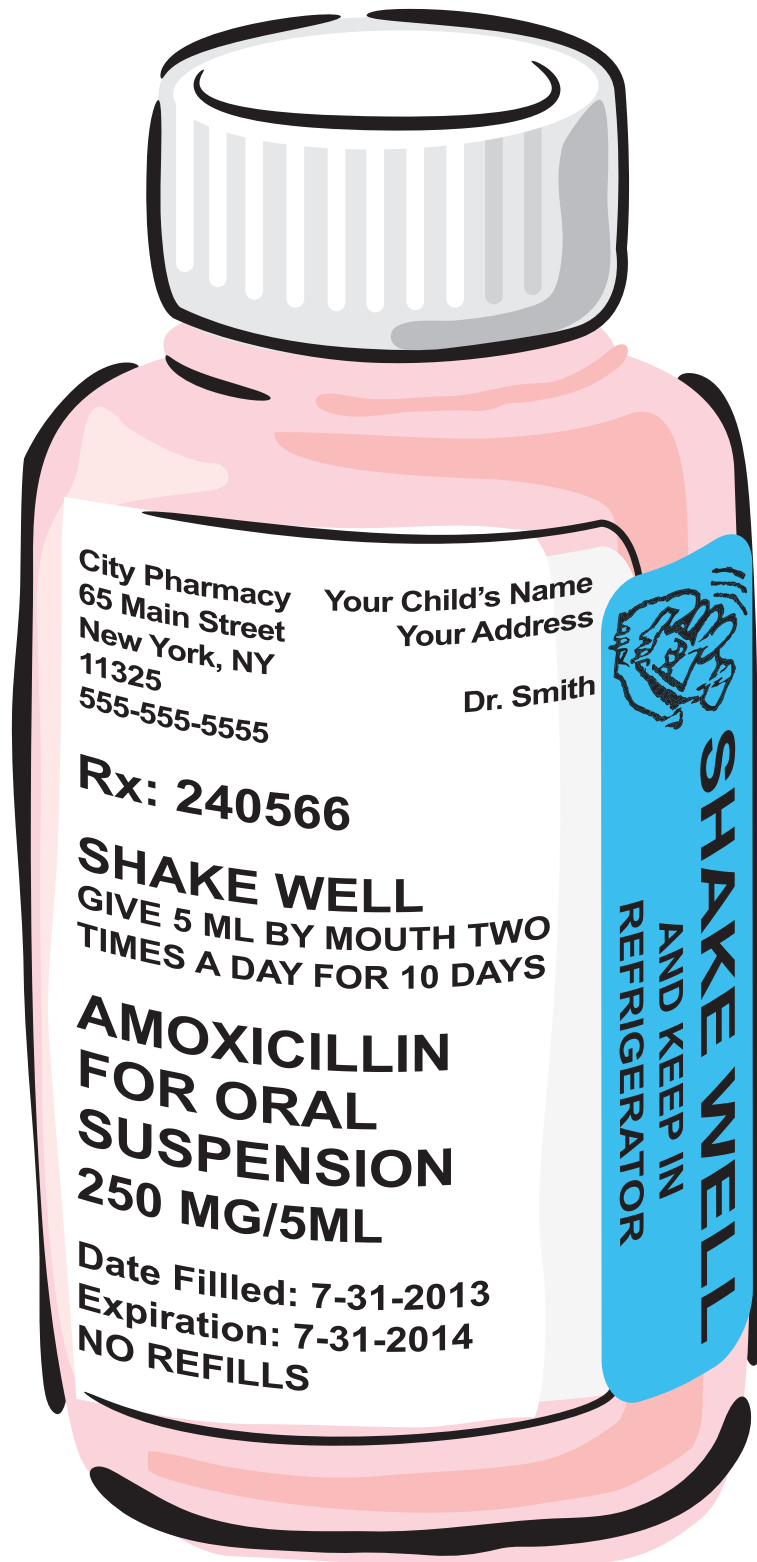 City Pharmacy
65 Main Street
New York, NY
11325
555-555-5555
Your Child’s Name
Your Address
Dr. Smith
Rx: 240566
SHAKE WELL
GIVE 5 ML BY MOUTH TWO
TIMES A DAY FOR 10 DAYS
AMOXICILLIN
FOR ORAL
SUSPENSION
250 MG/5ML
Date Fillled: 7-31-2013
Expiration: 7-31-2014
NO REFILLS
SHAKE WELL
AND KEEP IN
REFRIGERATOR